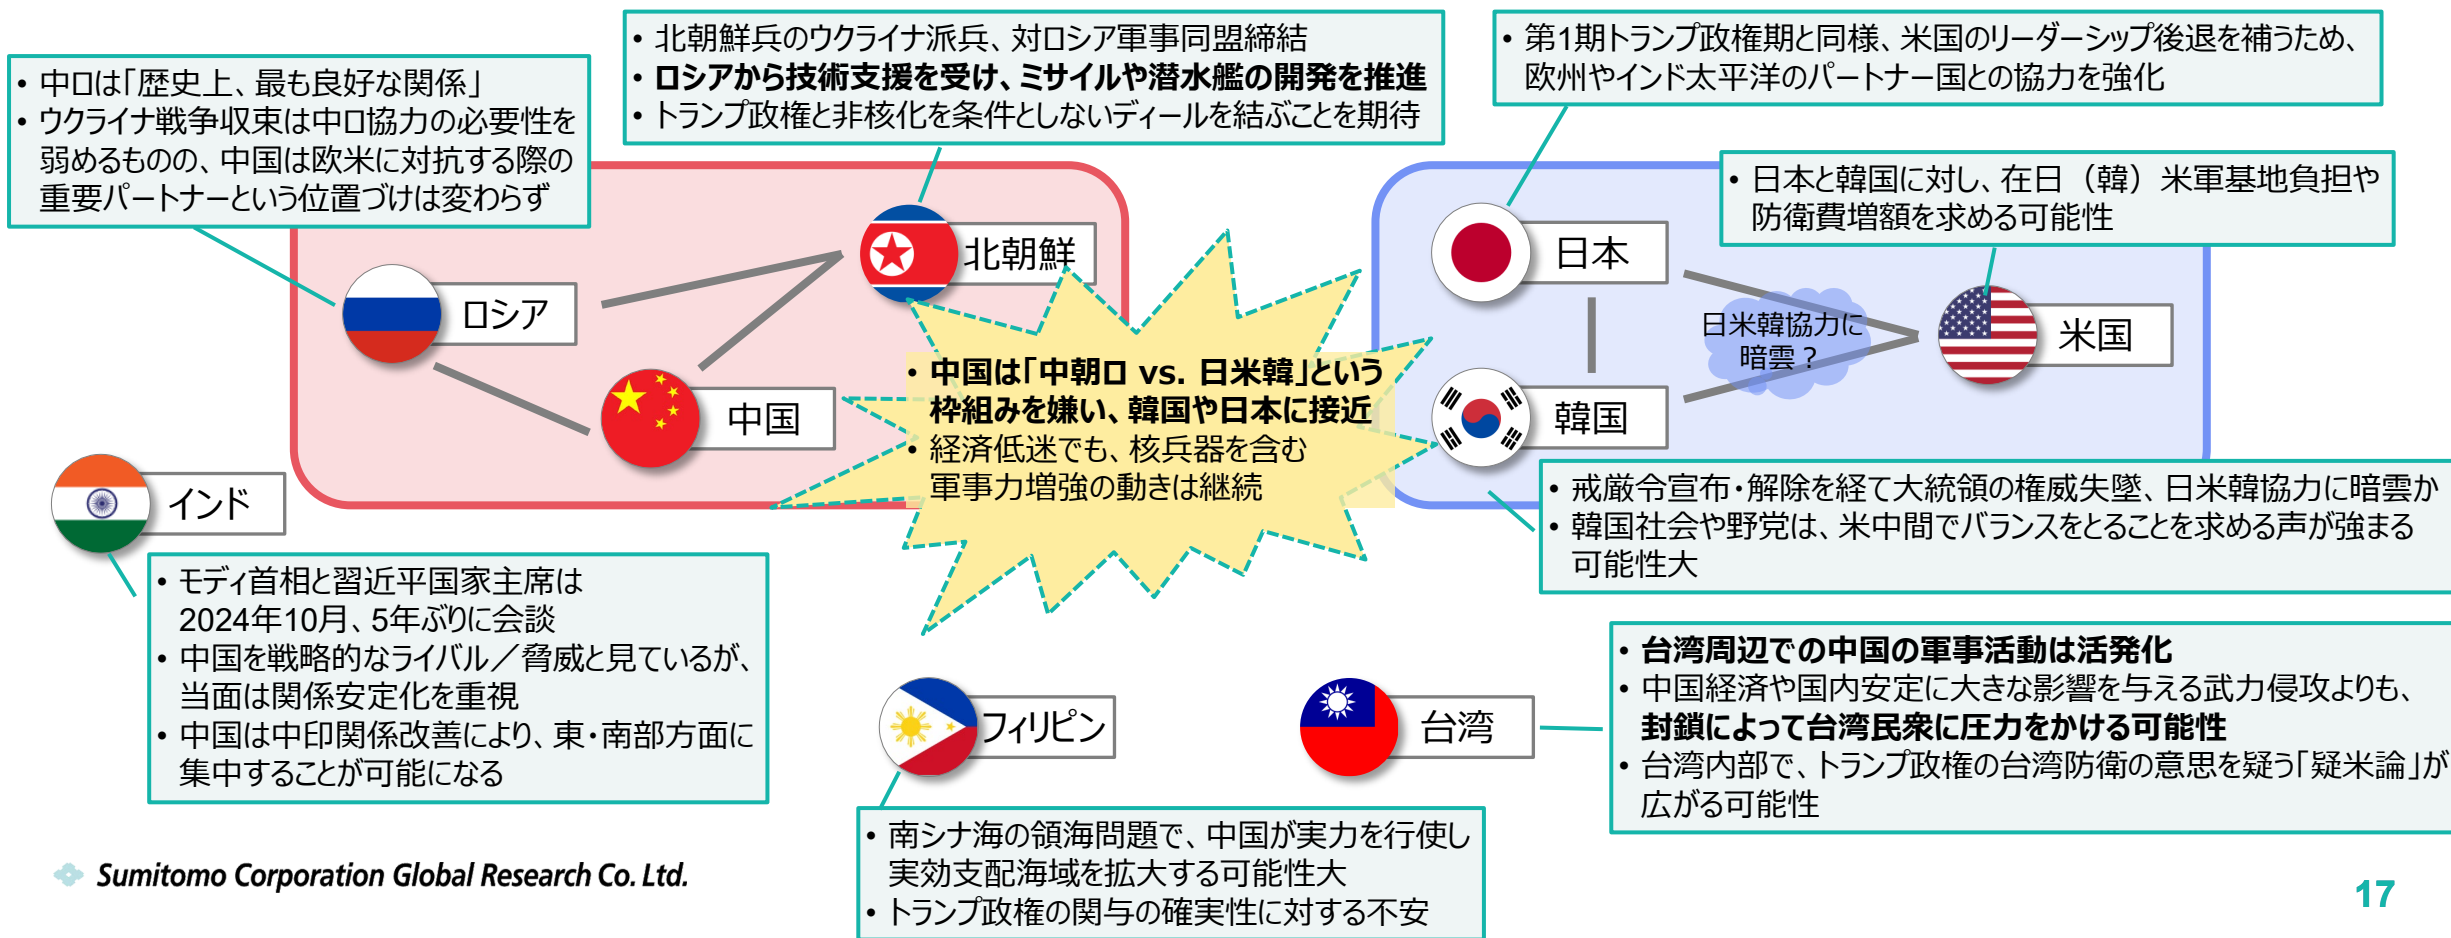 • 中ロは「歴史上、最も良好な関係」
• ウクライナ戦争収束は中ロ協力の必要性を
弱めるものの、中国は欧米に対抗する際の
重要パートナーという位置づけは変わらず
• 北朝鮮兵のウクライナ派兵、対ロシア軍事同盟締結
• ロシアから技術支援を受け、ミサイルや潜水艦の開発を推進
• トランプ政権と非核化を条件としないディールを結ぶことを期待
• 第1期トランプ政権期と同様、米国のリーダーシップ後退を補うため、
欧州やインド太平洋のパートナー国との協力を強化
• 日本と韓国に対し、在日（韓）米軍基地負担や
防衛費増額を求める可能性
北朝鮮
ロシア
中国
日本
韓国
米国
日米韓協力に
暗雲？
• 中国は「中朝ロ vs. 日米韓」という
枠組みを嫌い、韓国や日本に接近
• 経済低迷でも、核兵器を含む
軍事力増強の動きは継続
• 戒厳令宣布・解除を経て大統領の権威失墜、日米韓協力に暗雲か
• 韓国社会や野党は、米中間でバランスをとることを求める声が強まる
可能性大
インド
• モディ首相と習近平国家主席は
2024年10月、5年ぶりに会談
• 中国を戦略的なライバル／脅威と見ているが、
当面は関係安定化を重視
• 中国は中印関係改善により、東・南部方面に
集中することが可能になる
フィリピン
• 南シナ海の領海問題で、中国が実力を行使し
実効支配海域を拡大する可能性大
• トランプ政権の関与の確実性に対する不安
台湾
• 台湾周辺での中国の軍事活動は活発化
• 中国経済や国内安定に大きな影響を与える武力侵攻よりも、
封鎖によって台湾民衆に圧力をかける可能性
• 台湾内部で、トランプ政権の台湾防衛の意思を疑う「疑米論」が
広がる可能性
Sumitomo Corporation Global Research Co. Ltd.
17